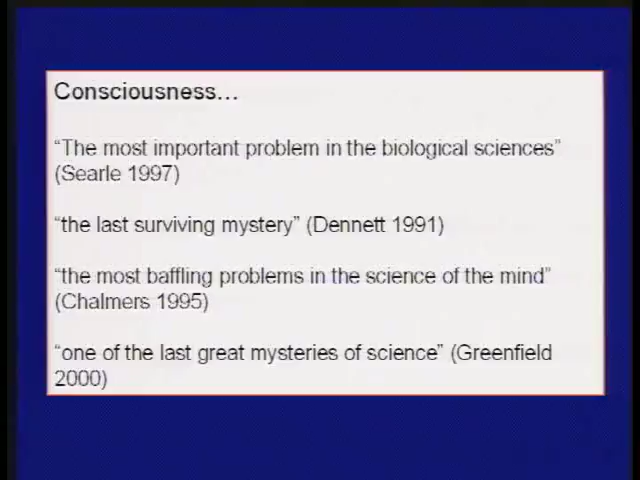 Consciousness...
“The most important problem in the biological sciences”
(Searle 1997)
“the last surviving mystery” (Dennett 1991)
“the most baffling problems in the science of the mind”
(Chalmers 1995)
“one of the last great mysteries of science” (Greenfield
2000)